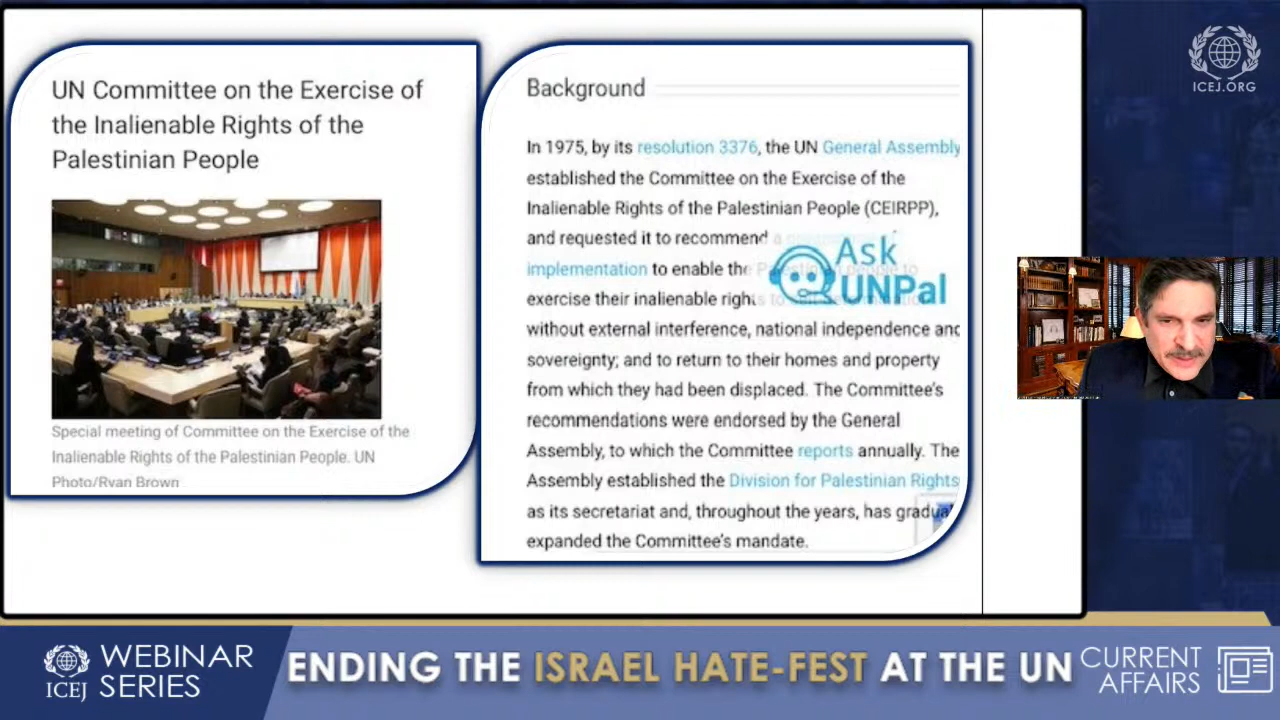 UN Committee on the Exercise of
the Inalienable Rights of the
Palestinian People
Special meeting of Committee on the Exercise of the
Inalienable Rights of the Palestinian People. UN
Photo/Ryan Brown
Background
In 1975, by its resolution 3376, the UN General Assembly
established the Committee on the Exercise of the
Inalienable Rights of the Palestinian People (CEIRPP),
and requested it to recommend a
implementation to enable the Palestinian people to
exercise their inalienable rights to
without external interference, national independence and
sovereignty; and to return to their homes and property
from which they had been displaced. The Committee's
recommendations were endorsed by the General
Assembly, to which the Committee reports annually. The
Assembly established the Division for Palestinian Rights
as its secretariat and, throughout the years, has gradual
expanded the Committee's mandate.
Ask
UNPal
ICEJ.ORG
ICEJ
WEBINAR
SERIES
ENDING THE ISRAEL HATE-FEST AT THE UN
CURRENT
AFFAIRS